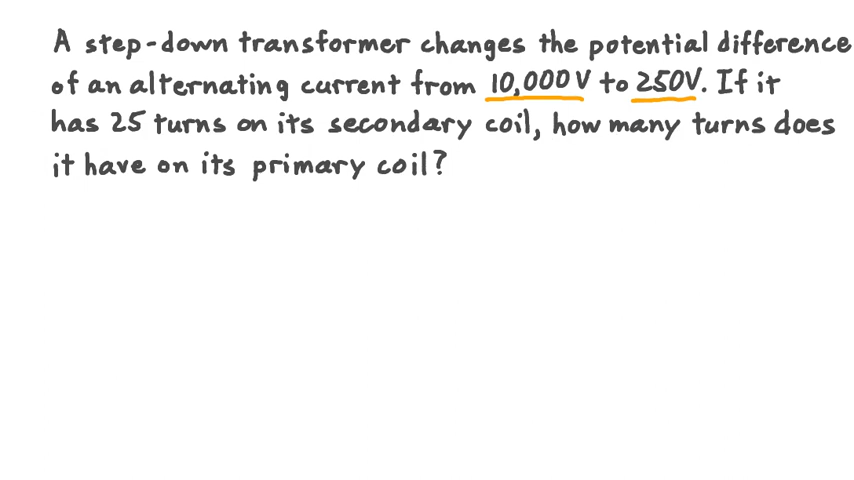 A step-down transformer changes the potential difference
of an alternating current from 10,000 V to 250V. If it
has 25 turns on its secondary coil, how many turns does
it have on its primary coil?